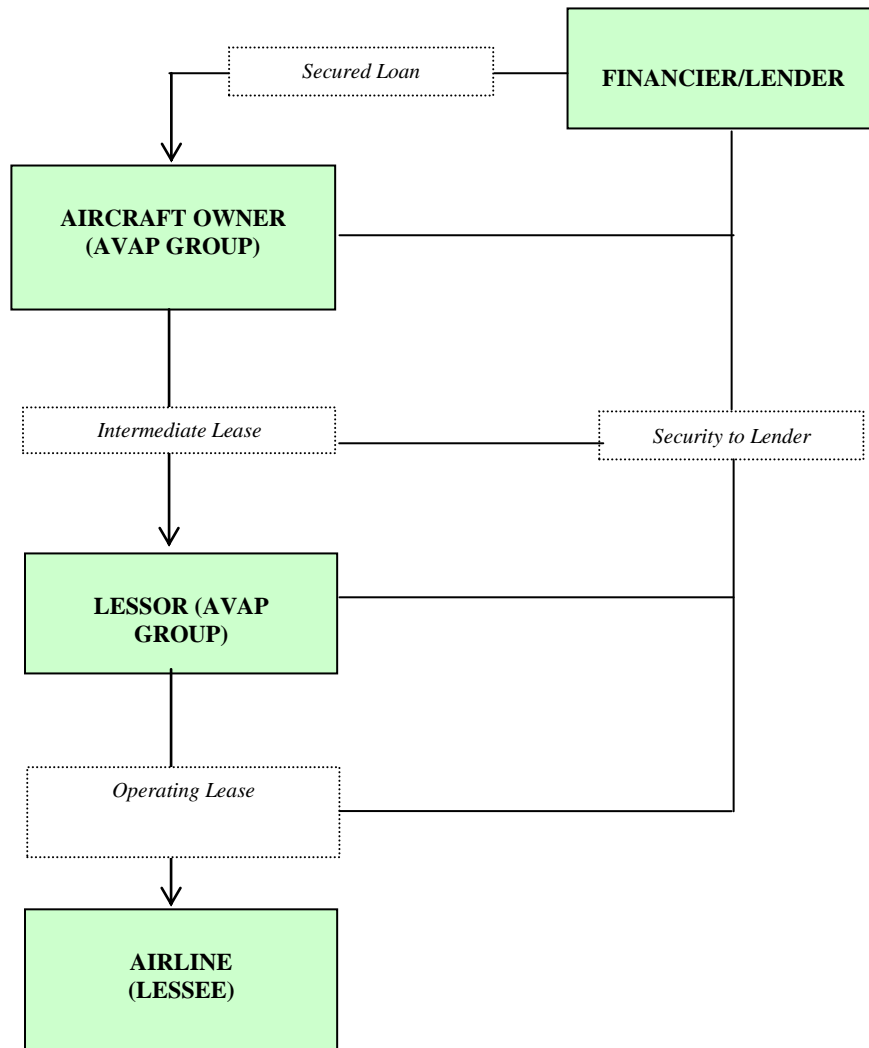 Secured Loan
FINANCIER/LENDER
AIRCRAFT OWNER
(AVAP GROUP)
Intermediate Lease
Security to Lender
LESSOR (AVAP
GROUP)
Operating Lease
AIRLINE
(LESSEE)